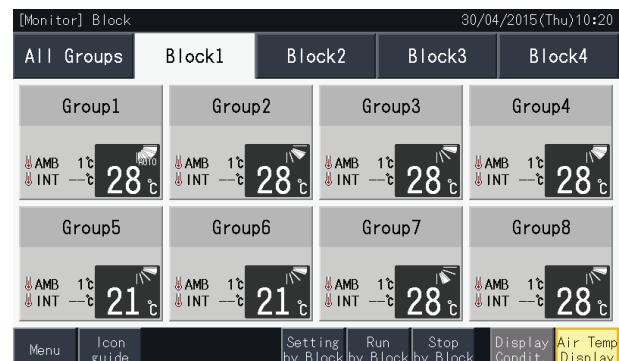 [Monitor] Block 30/04/2015(Thu)10:20
All Groups Block1 Block2 Block3 Block4
Group1 Group2 Group3 Group4
AMB 1℃ AMB 1℃ AMB 1℃ AMB 1℃
INT --℃ INT --℃ INT --℃ INT --℃
AUTO
28℃ 28℃ 28℃ 28℃
Group5 Group6 Group7 Group8
AMB 1℃ AMB 1℃ AMB 1℃ AMB 1℃
INT --℃ INT --℃ INT --℃ INT --℃
21℃ 21℃ 28℃ 28℃
Menu Icon guide Setting by Block Run by Block Stop by Block Display Condit. Air Temp Display